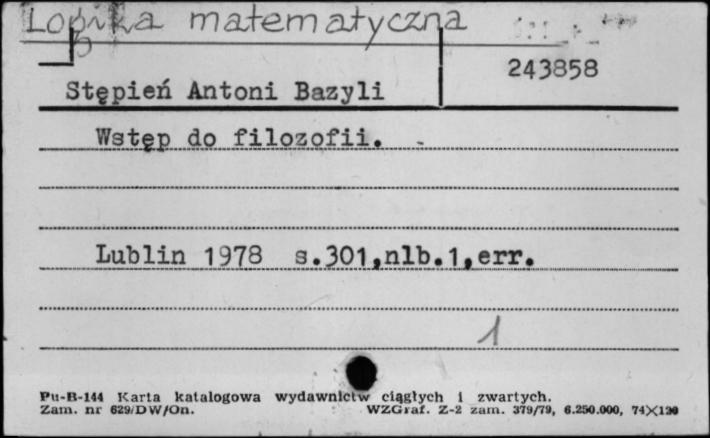 Logika matematyczna
243858
Stępień Antoni Bazyli
Wstęp do filozofii.
Lublin 1978 s.301,nlb.1,err.
1
Pu-B-144 Karta katalogowa wydawnictw ciągłych i zwartych.
Zam. nr 629/DW/On. WZGraf. Z-2 zam. 379/79, 6.250.000, 74X120